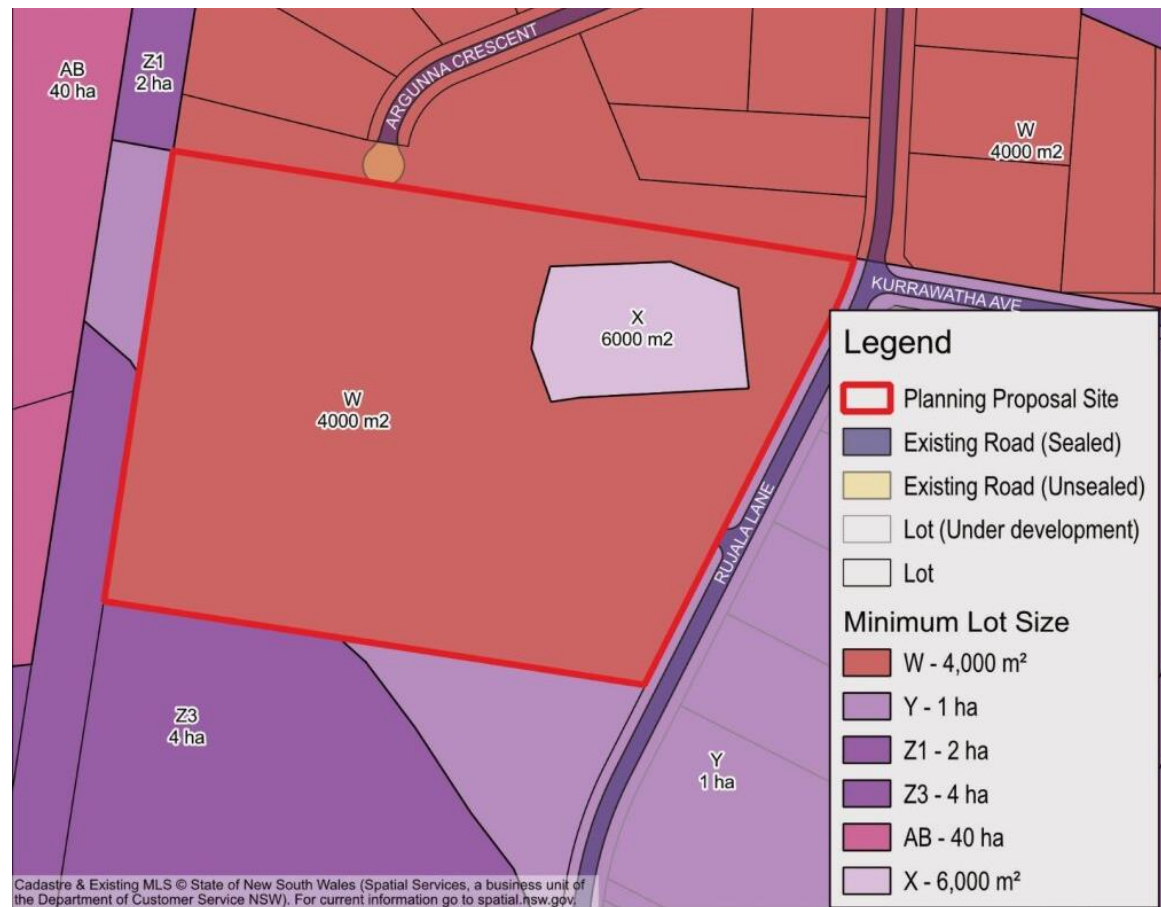 ARGUNNA CRESCENT
AB
40 ha
Z1
2 ha
W
4000 m2
KURRAWATHA AVE
X
6000 m2
W
4000 m2
RUJALA LANE
Z3
4 ha
Y
1 ha
Legend
Planning Proposal Site
Existing Road (Sealed)
Existing Road (Unsealed)
Lot (Under development)
Lot
Minimum Lot Size
W - 4,000 m²
Y - 1 ha
Z1 - 2 ha
Z3 - 4 ha
AB - 40 ha
X - 6,000 m²
Cadastre & Existing MLS © State of New South Wales (Spatial Services, a business unit of
the Department of Customer Service NSW). For current information go to spatial.nsw.gov.